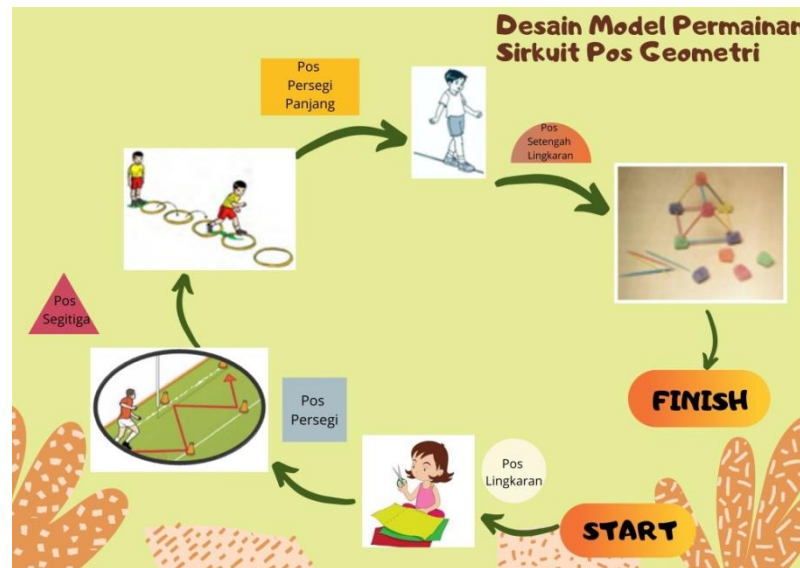 Desain Model Permainan
Sirkuit Pos Geometri
Pos
Persegi
Panjang
Pos
Setengah
Lingkaran
Pos
Segitiga
Pos
Persegi
Pos
Lingkaran
FINISH
START